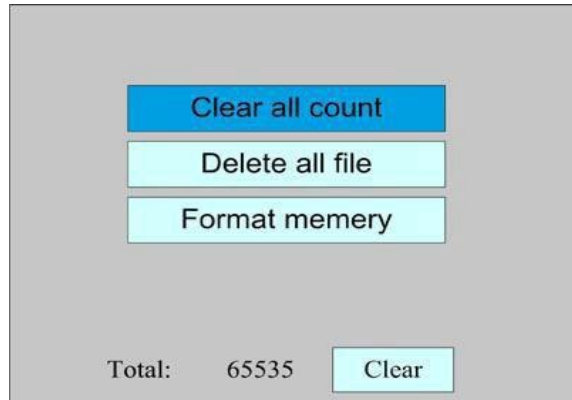 Clear all count
Delete all file
Format memery
Total: 65535 Clear